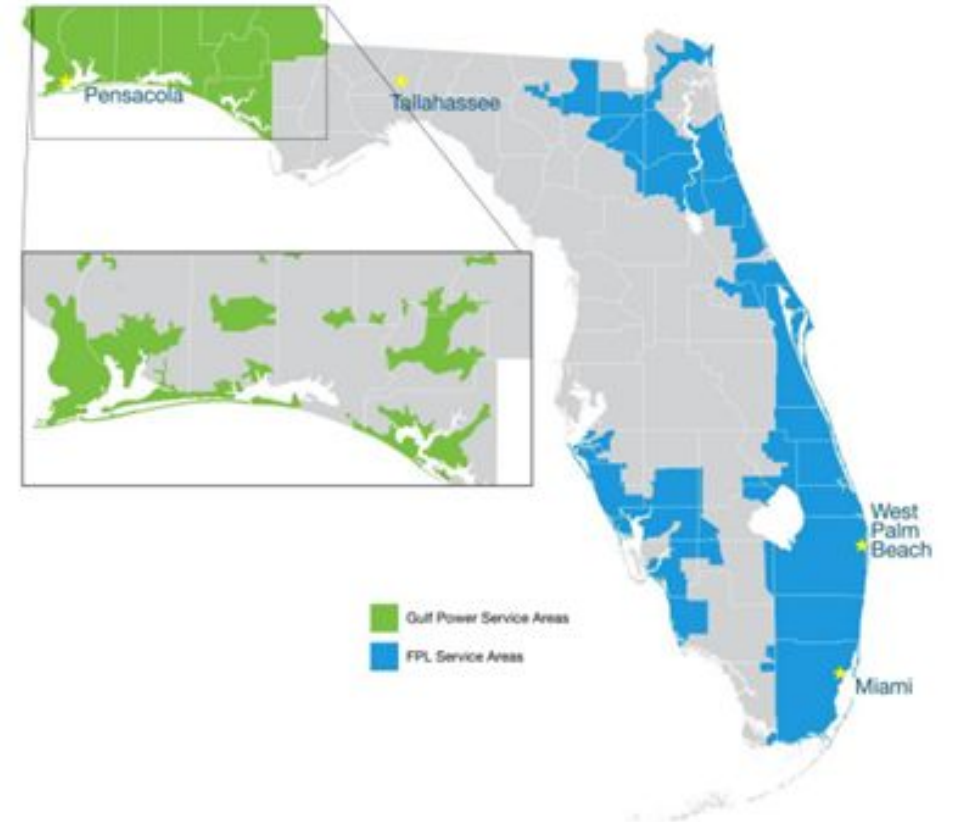 Pensacola
Tallahassee
West
Palm
Beach
Gulf Power Service Areas
FPL Service Areas
Miami